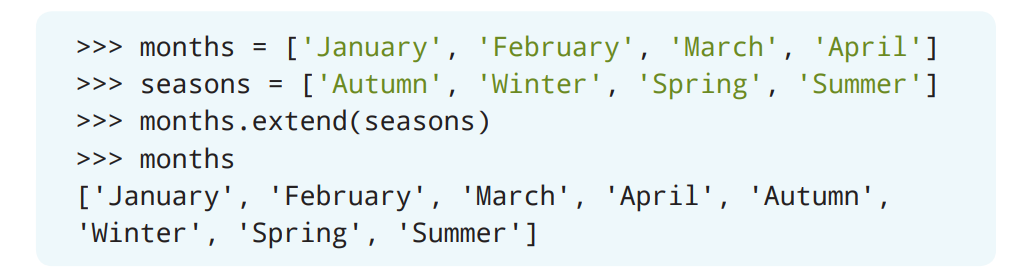 >>> months = ['January', 'February', 'March', 'April']
>>> seasons = ['Autumn', 'Winter', 'Spring', 'Summer']
>>> months.extend(seasons)
>>> months
['January', 'February', 'March', 'April', 'Autumn',
'Winter', 'Spring', 'Summer']